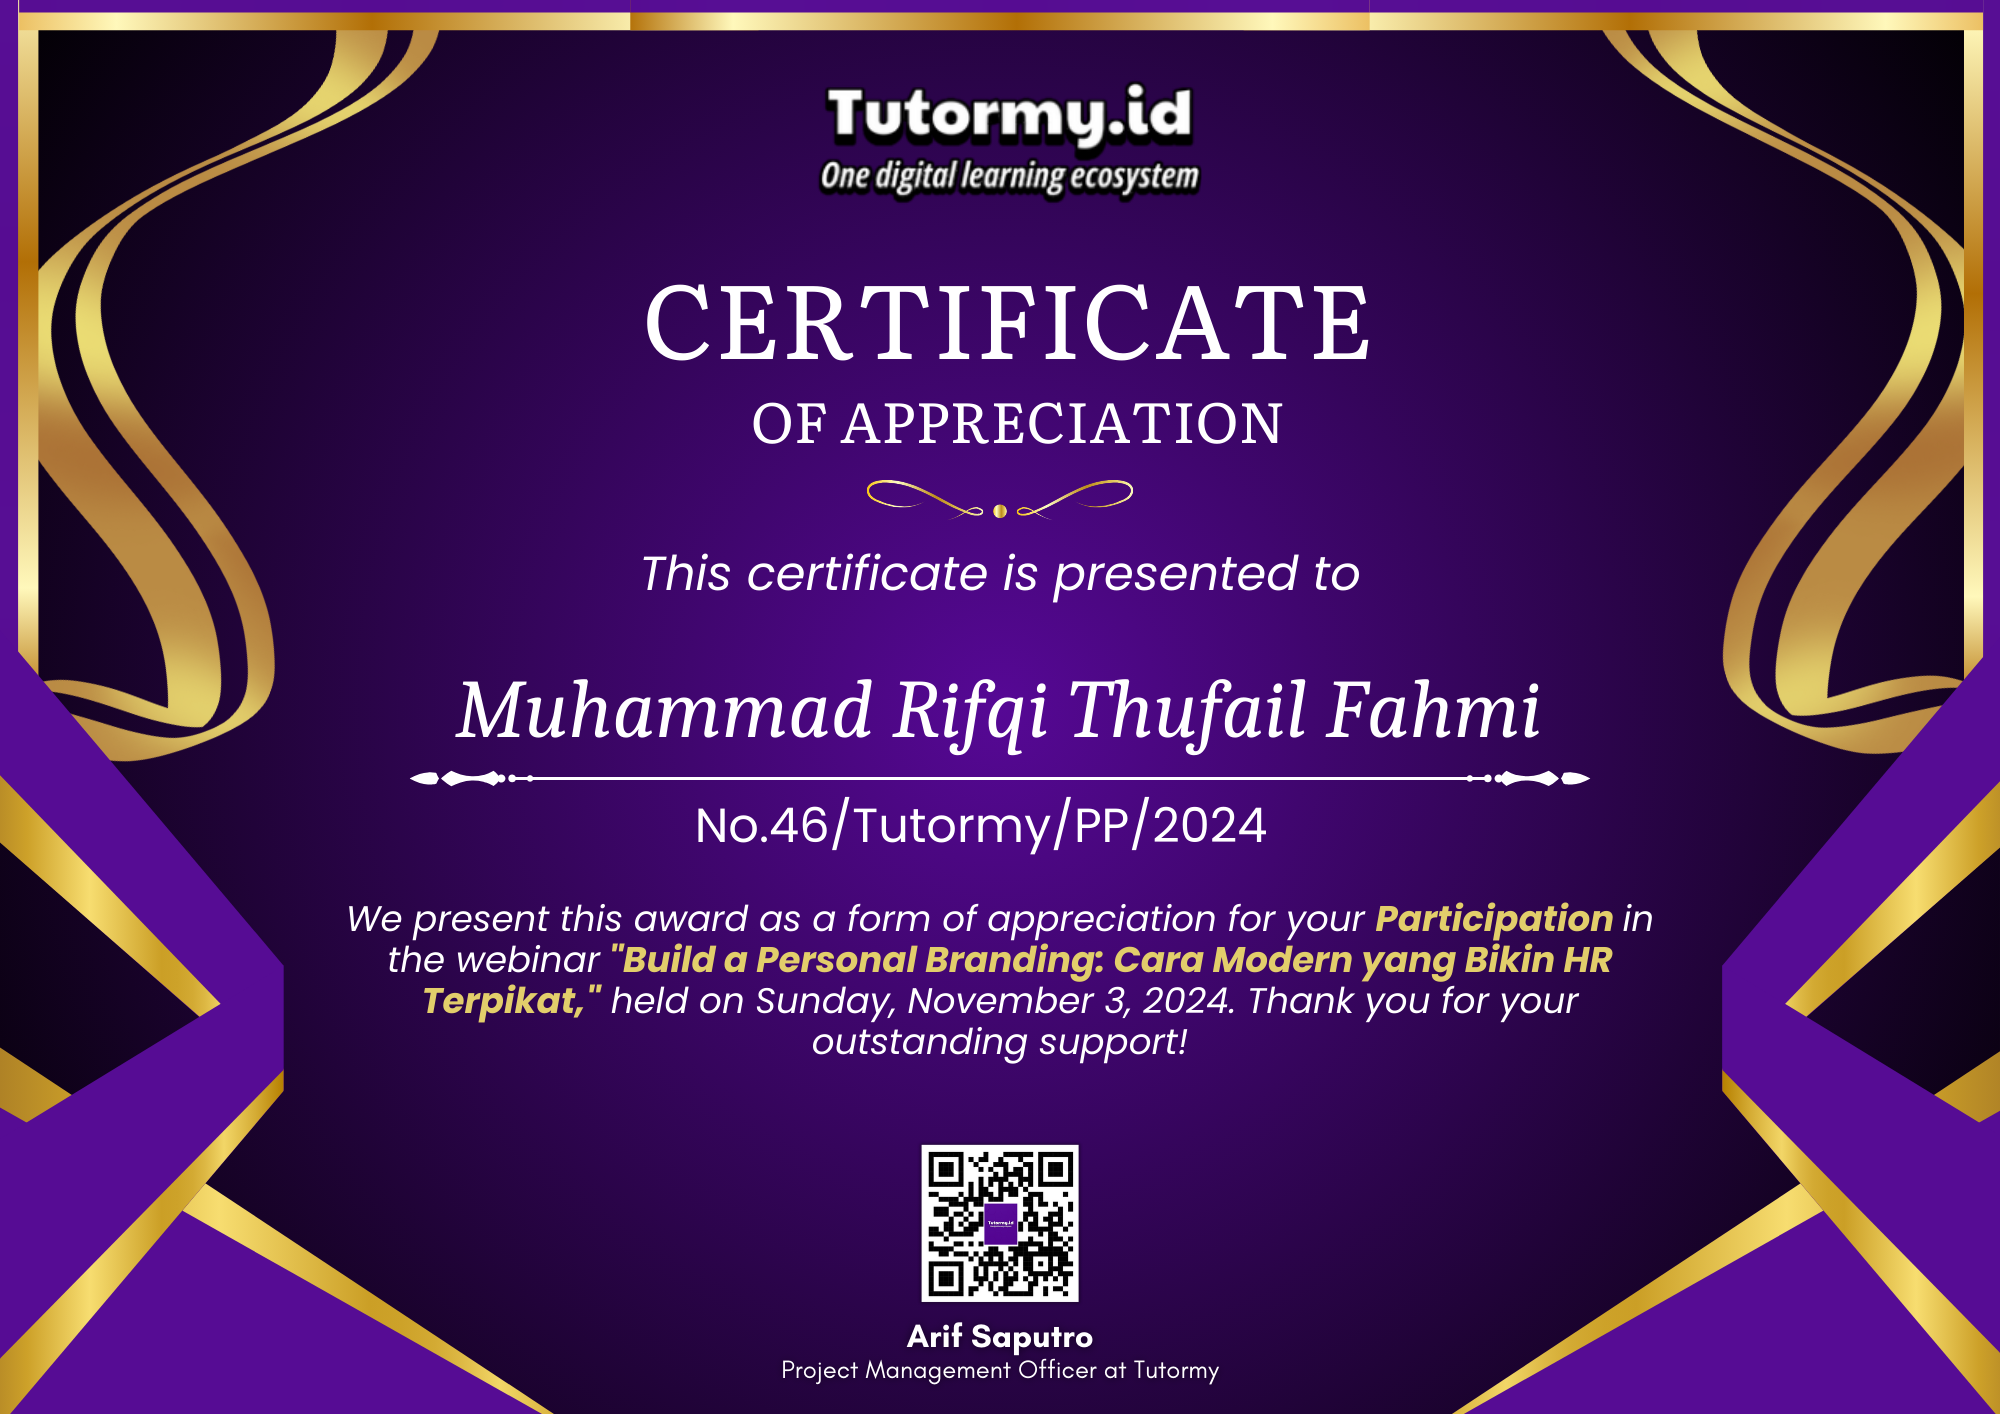 Tutormy.id
One digital learning ecosystem
CERTIFICATE
OF APPRECIATION
This certificate is presented to
Muhammad Rifqi Thufail Fahmi
No.46/Tutormy/PP/2024
We present this award as a form of appreciation for your Participation in
the webinar "Build a Personal Branding: Cara Modern yang Bikin HR
Terpikat," held on Sunday, November 3, 2024. Thank you for your
outstanding support!
Tutormy.id
Arif Saputro
Project Management Officer at Tutormy